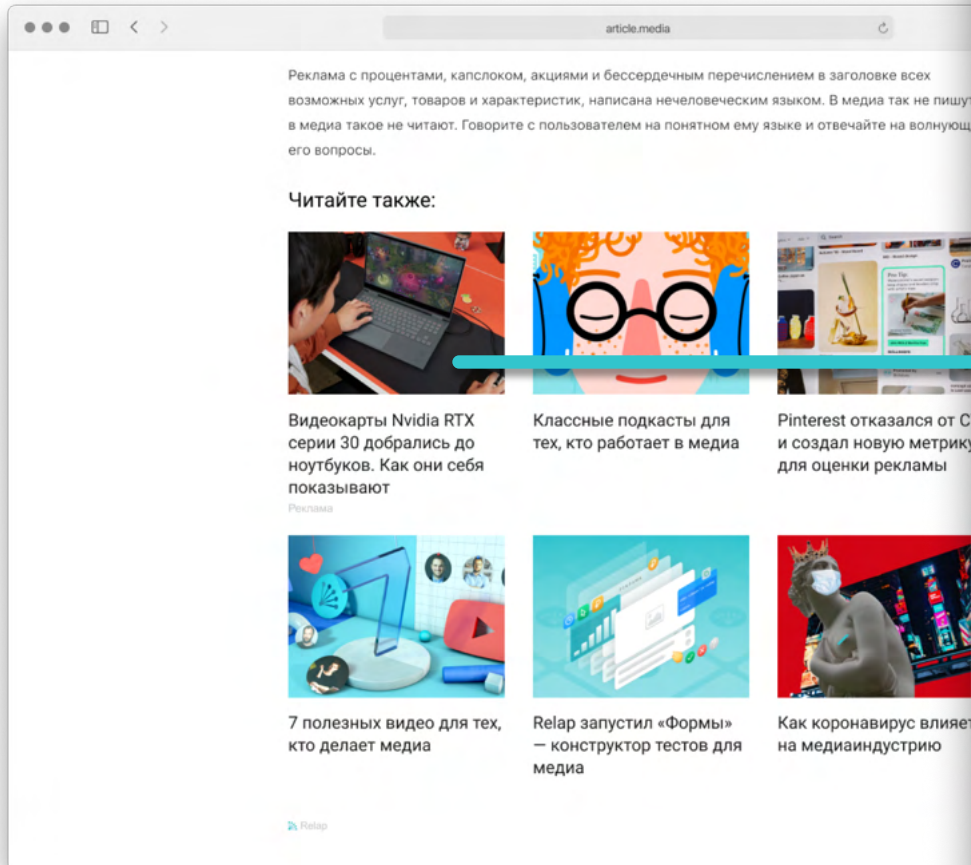 article.media
Реклама с процентами, капслоком, акциями и бессердечным перечислением в заголовке всех
возможных услуг, товаров и характеристик, написана нечеловеческим языком. В медиа так не пишут
в медиа такое не читают. Говорите с пользователем на понятном ему языке и отвечайте на волнующ
его вопросы.
Читайте также:
Видеокарты Nvidia RTX
серии 30 добрались до
ноутбуков. Как они себя
показывают
Реклама
Классные подкасты для
тех, кто работает в медиа
Pinterest отказался от C
и создал новую метрику
для оценки рекламы
7 полезных видео для тех,
кто делает медиа
Relap запустил «Формы»
— конструктор тестов для
медиа
Как коронавирус влияет
на медиаиндустрию
Relap